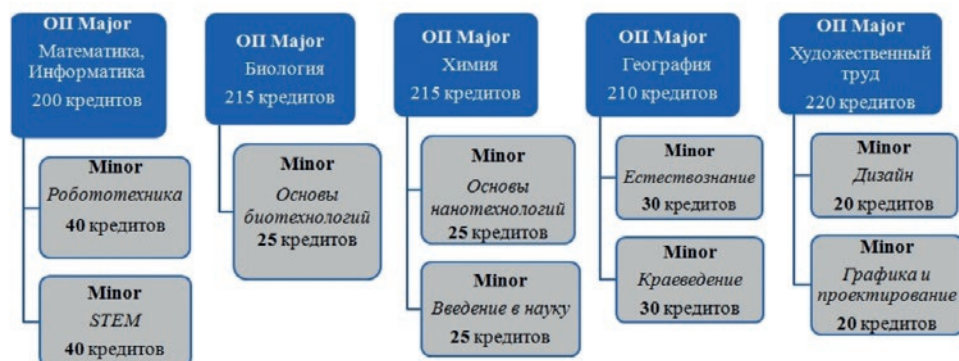 ОП Major
Математика,
Информатика
200 кредитов
Minor
Робототехника
40 кредитов
Minor
STEM
40 кредитов
ОП Major
Биология
215 кредитов
Minor
Основы
биотехнологий
25 кредитов
ОП Major
Химия
215 кредитов
Minor
Основы
нанотехнологий
25 кредитов
Minor
Введение в науку
25 кредитов
ОП Major
География
210 кредитов
Minor
Естествознание
30 кредитов
Minor
Краеведение
30 кредитов
ОП Major
Художественный
труд
220 кредитов
Minor
Дизайн
20 кредитов
Minor
Графика и
проектирование
20 кредитов